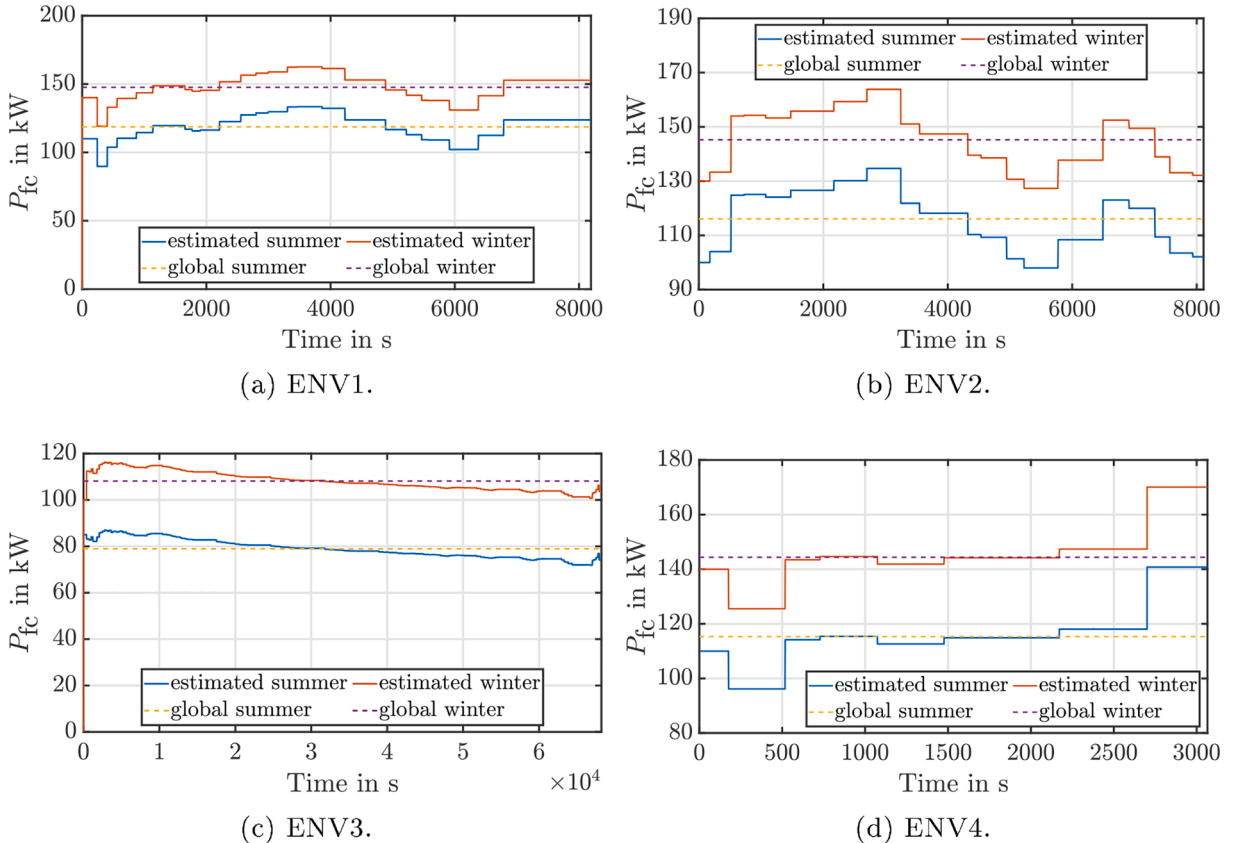 200
150
100
50
0
P_fc in kW
estimated summer estimated winter
global summer global winter
0 2000 4000 6000 8000
Time in s
(a) ENV1.
190
170
150
130
110
90
P_fc in kW
estimated summer estimated winter
global summer global winter
0 2000 4000 6000 8000
Time in s
(b) ENV2.
120
100
80
60
40
20
0
P_fc in kW
estimated summer estimated winter
global summer global winter
0 1 2 3 4 5 6
Time in s ×10^4
(c) ENV3.
180
160
140
120
100
80
P_fc in kW
estimated summer estimated winter
global summer global winter
0 500 1000 1500 2000 2500 3000
Time in s
(d) ENV4.